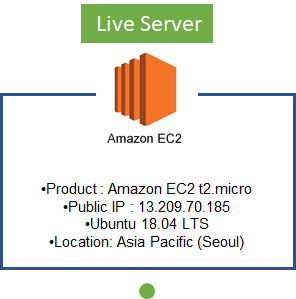 Live Server
Amazon EC2
•Product : Amazon EC2 t2.micro
•Public IP : 13.209.70.185
•Ubuntu 18.04 LTS
•Location: Asia Pacific (Seoul)